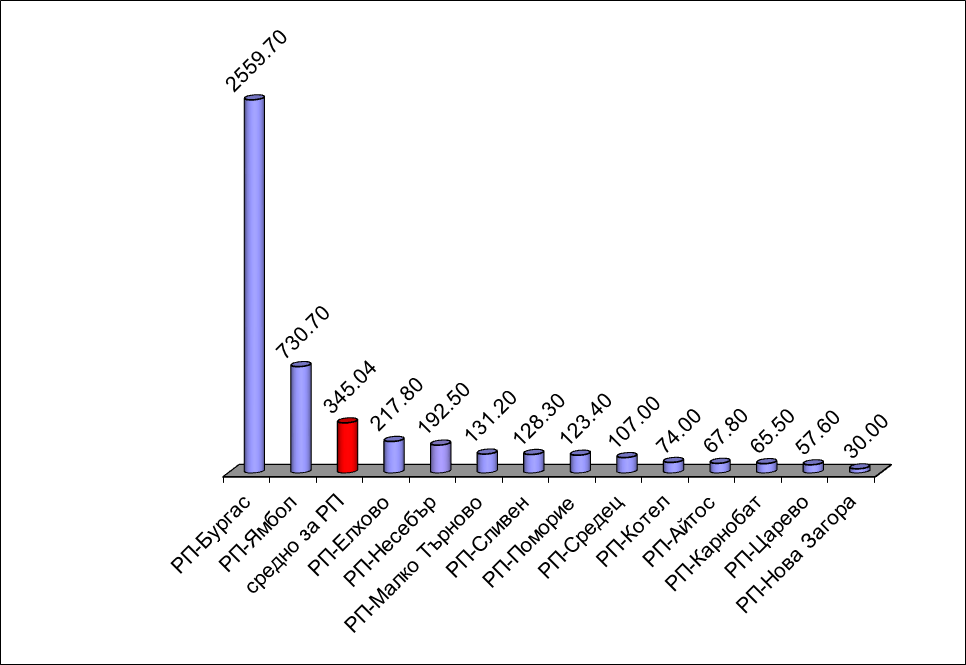 2559.70
730.70
345.04
217.80
192.50
131.20
128.30
123.40
107.00
74.00
67.80
65.50
57.60
30.00
РП-Бургас
РП-Ямбол
средно за РП
РП-Елхово
РП-Несебър
РП-Малко Търново
РП-Сливен
РП-Поморие
РП-Средец
РП-Котел
РП-Айтос
РП-Карнобат
РП-Царево
РП-Нова Загора